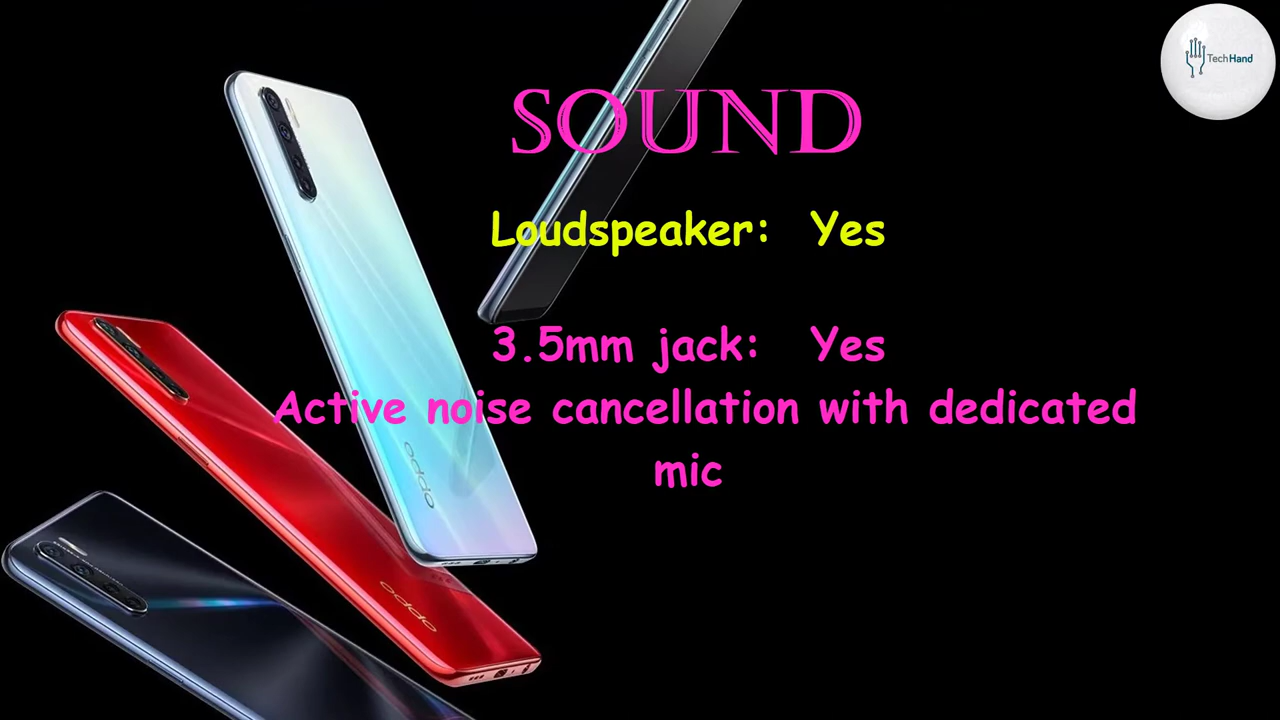 TechHand
SOUND
Loudspeaker: Yes
3.5mm jack: Yes
Active noise cancellation with dedicated
mic
oppo
oppo